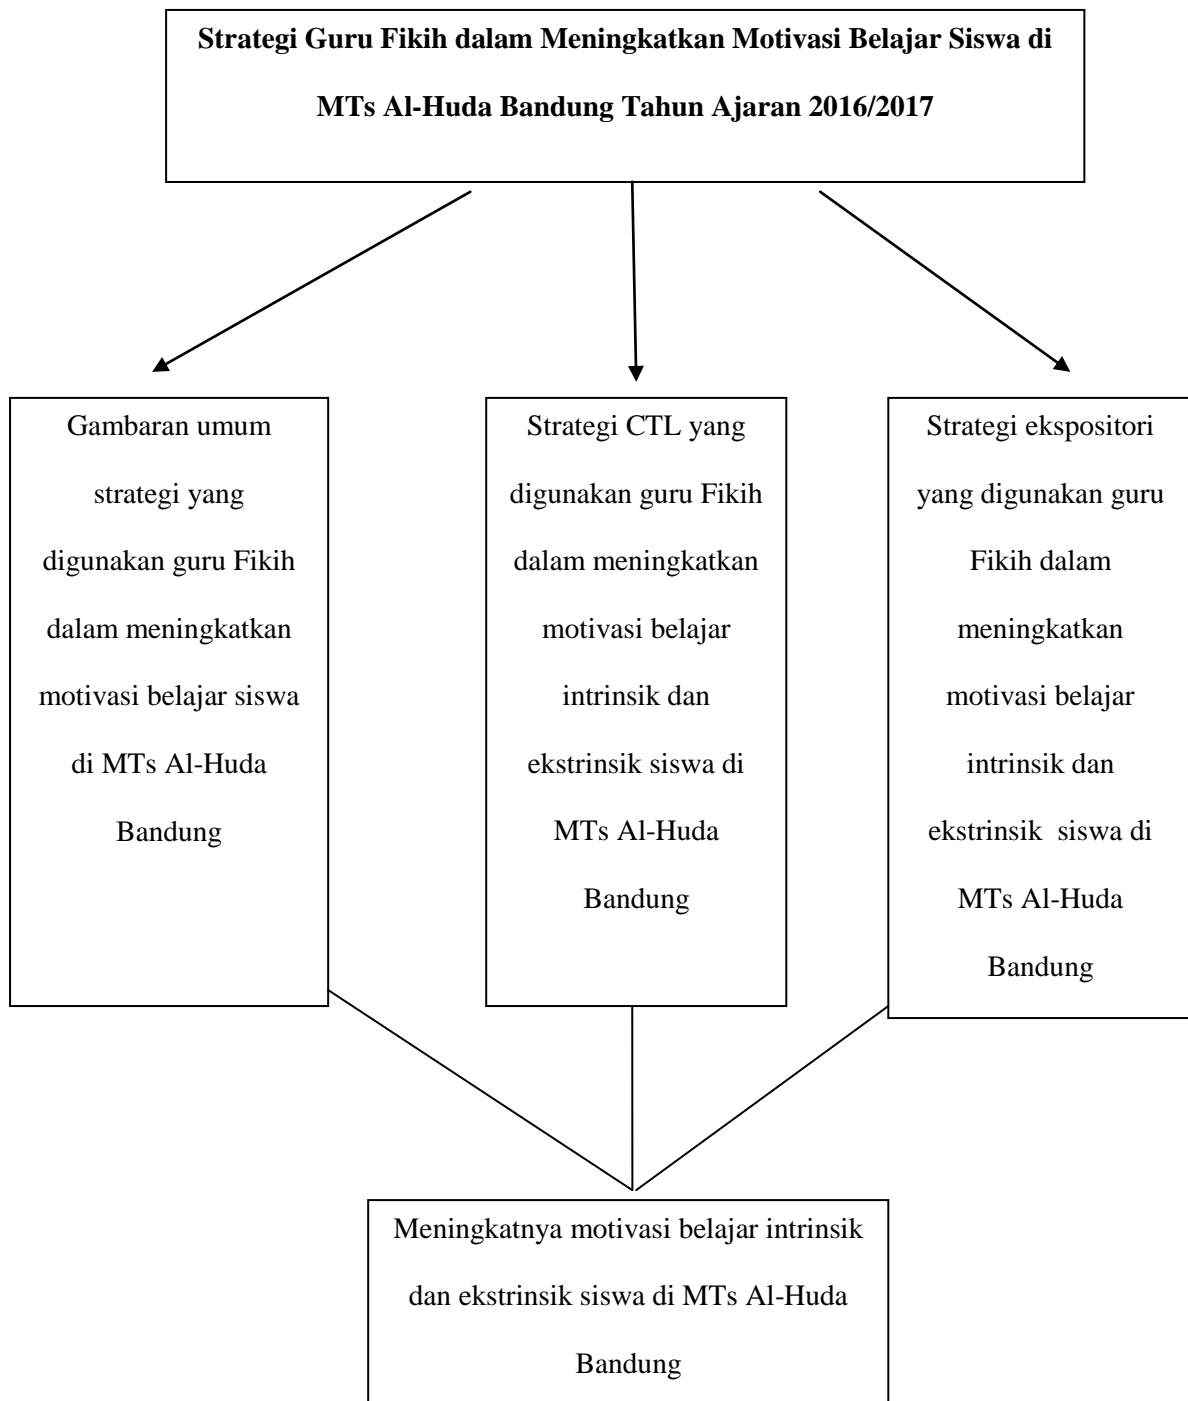 Strategi Guru Fikih dalam Meningkatkan Motivasi Belajar Siswa di
MTs Al-Huda Bandung Tahun Ajaran 2016/2017
Gambaran umum
strategi yang
digunakan guru Fikih
dalam meningkatkan
motivasi belajar siswa
di MTs Al-Huda
Bandung
Strategi CTL yang
digunakan guru Fikih
dalam meningkatkan
motivasi belajar
intrinsik dan
ekstrinsik siswa di
MTs Al-Huda
Bandung
Strategi ekspositori
yang digunakan guru
Fikih dalam
meningkatkan
motivasi belajar
intrinsik dan
ekstrinsik  siswa di
MTs Al-Huda
Bandung
Meningkatnya motivasi belajar intrinsik
dan ekstrinsik siswa di MTs Al-Huda
Bandung